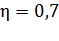 η = 0,7